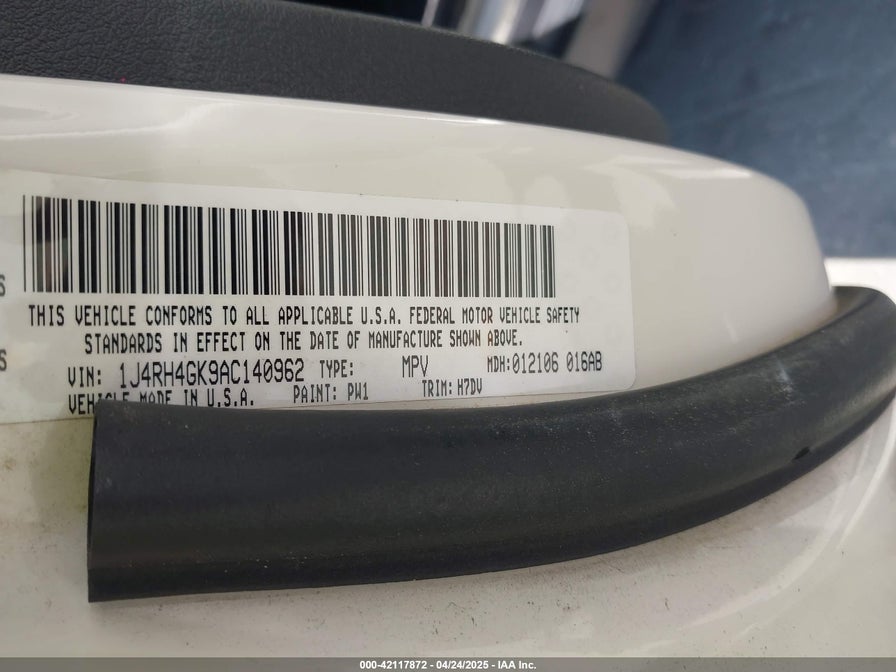 THIS VEHICLE CONFORMS TO ALL APPLICABLE U.S.A. FEDERAL MOTOR VEHICLE SAFETY
STANDARDS IN EFFECT ON THE DATE OF MANUFACTURE SHOWN ABOVE.
VIN: 1J4RH4GK9AC140962 TYPE: MPV MDH:012106 016AB
VEHICLE MADE IN U.S.A. PAINT: PW1 TRIM: H7DV
000-42117872 - 04/24/2025 - IAA Inc.